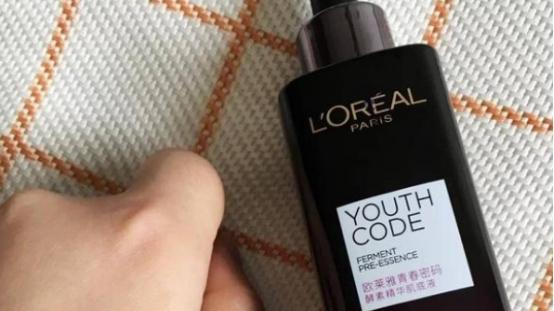 L'ORÉAL
PARIS
YOUTH
CODE
FERMENT
PRE-ESSENCE
欧莱雅青春密码
酵素精华肌底液